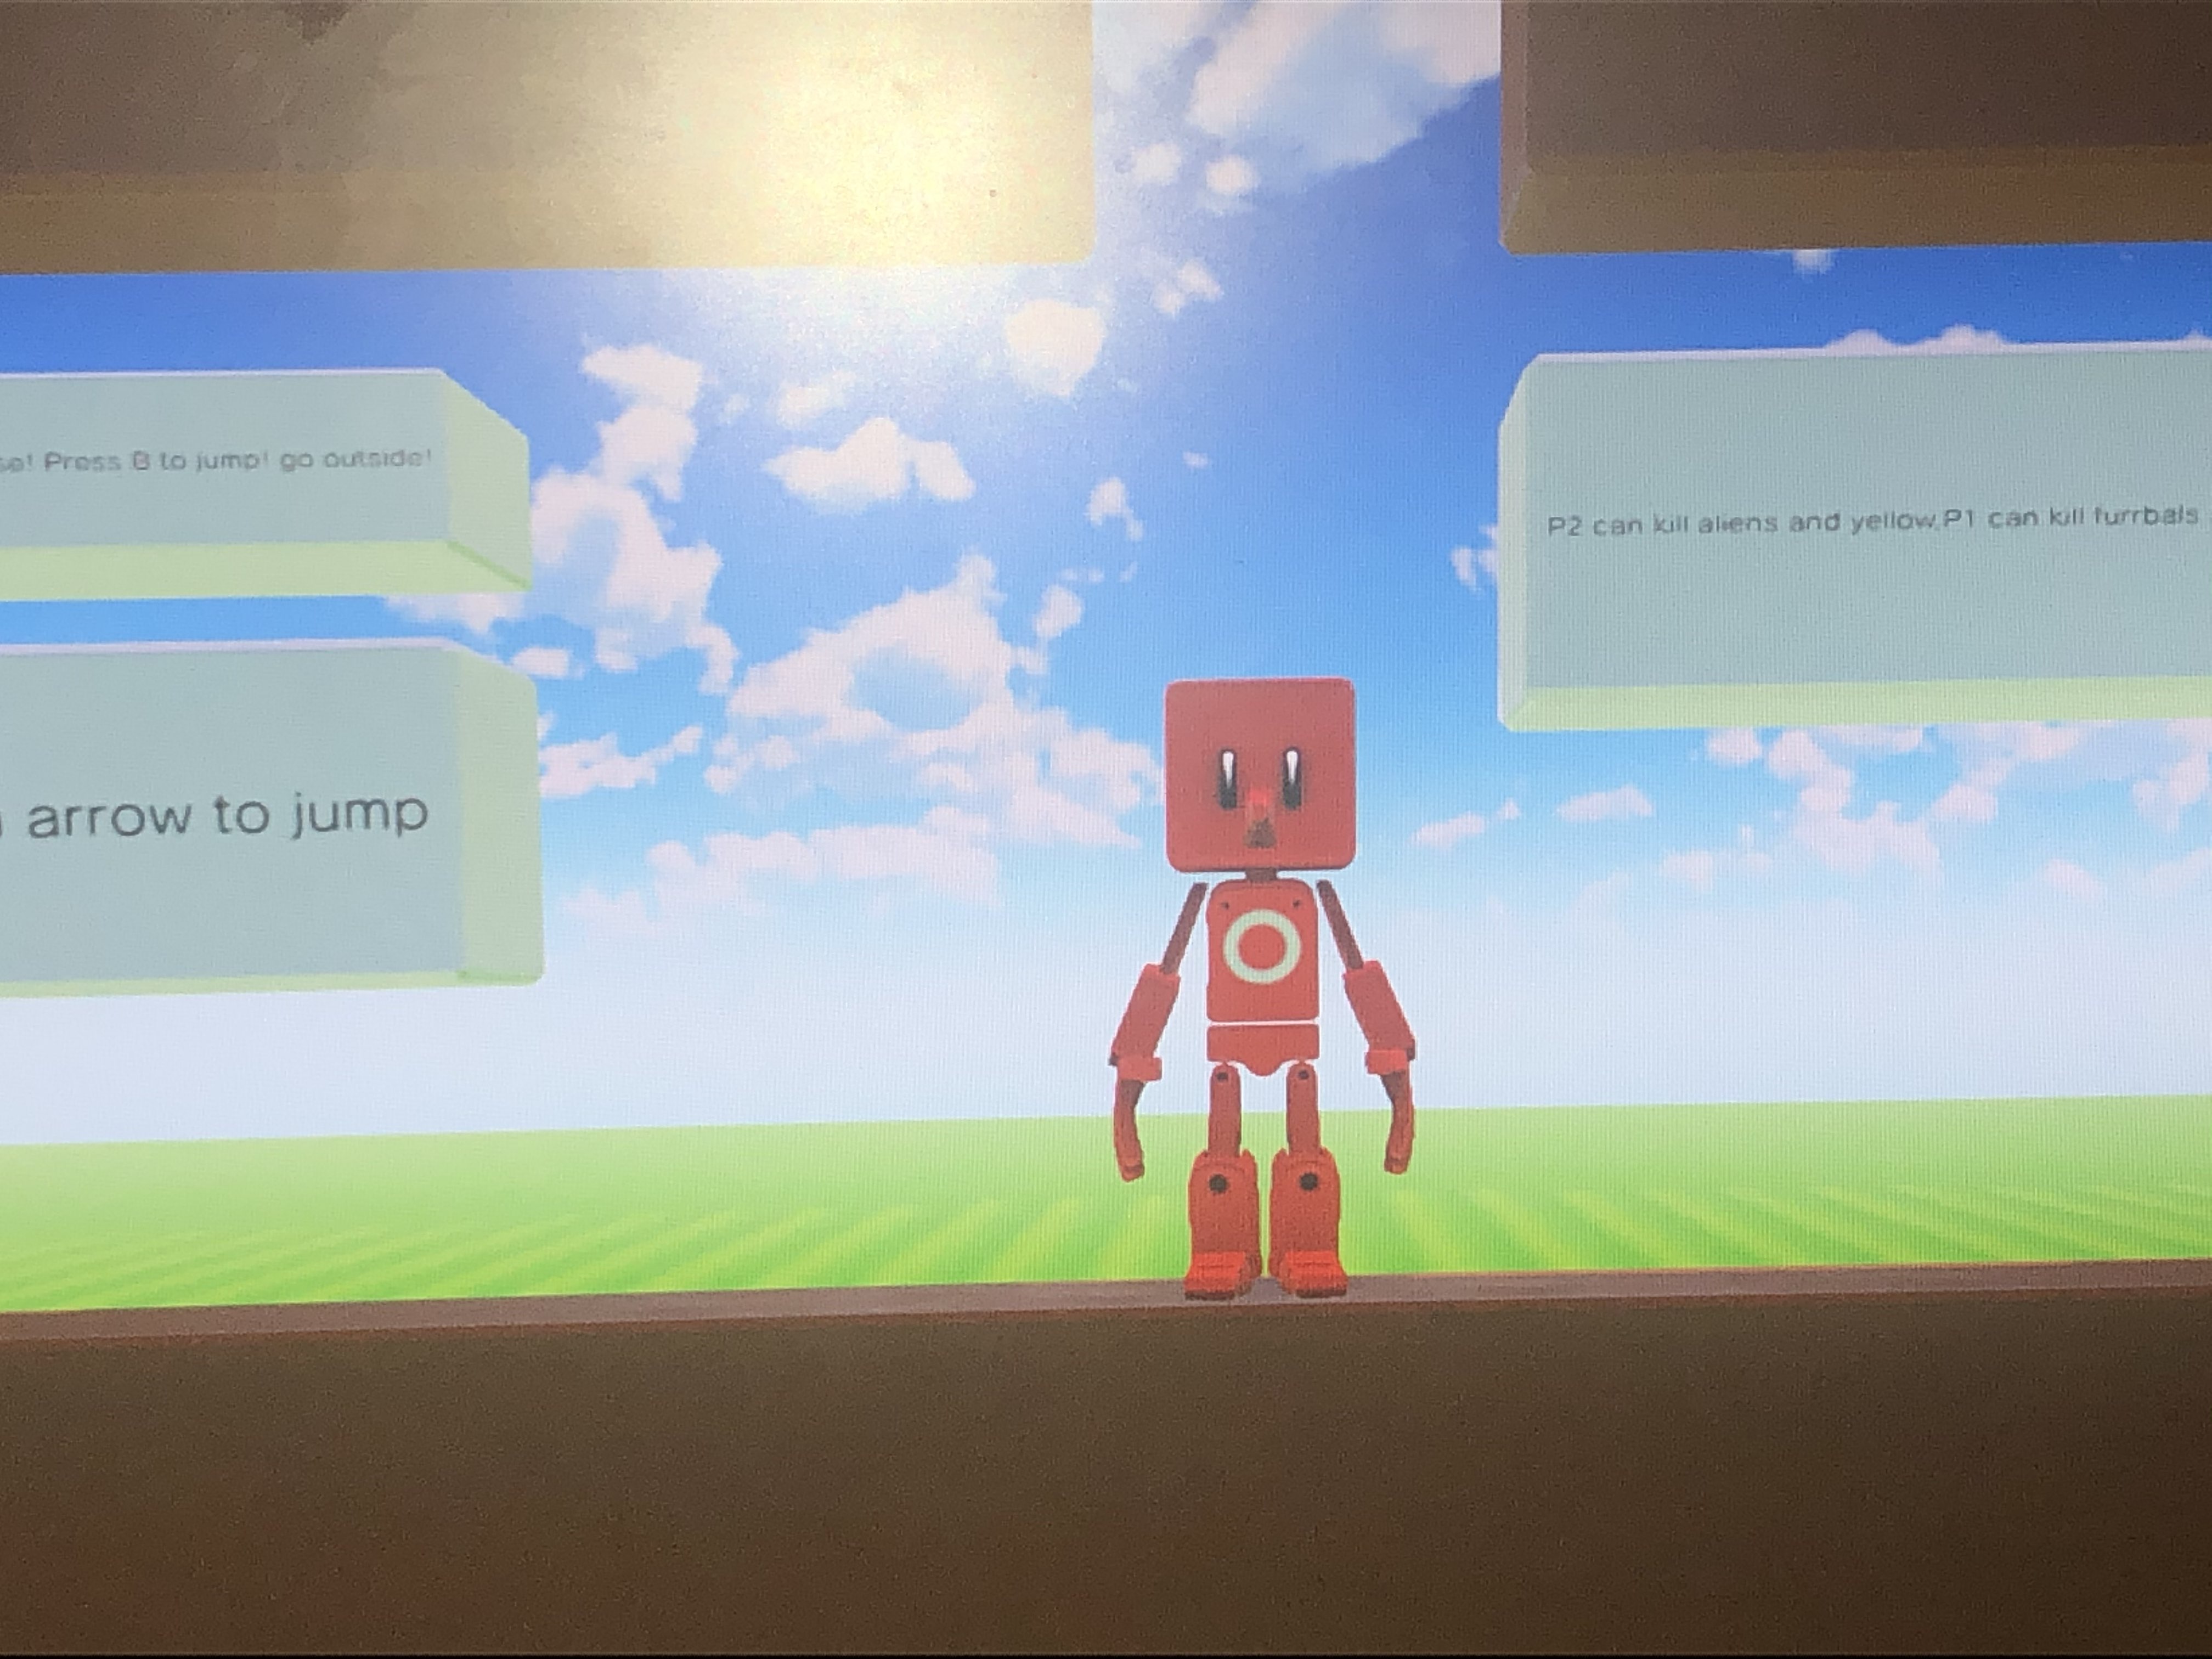 se! Press B to jump! go outside!
arrow to jump
P2 can kill aliens and yellow,P1 can kill furrbals